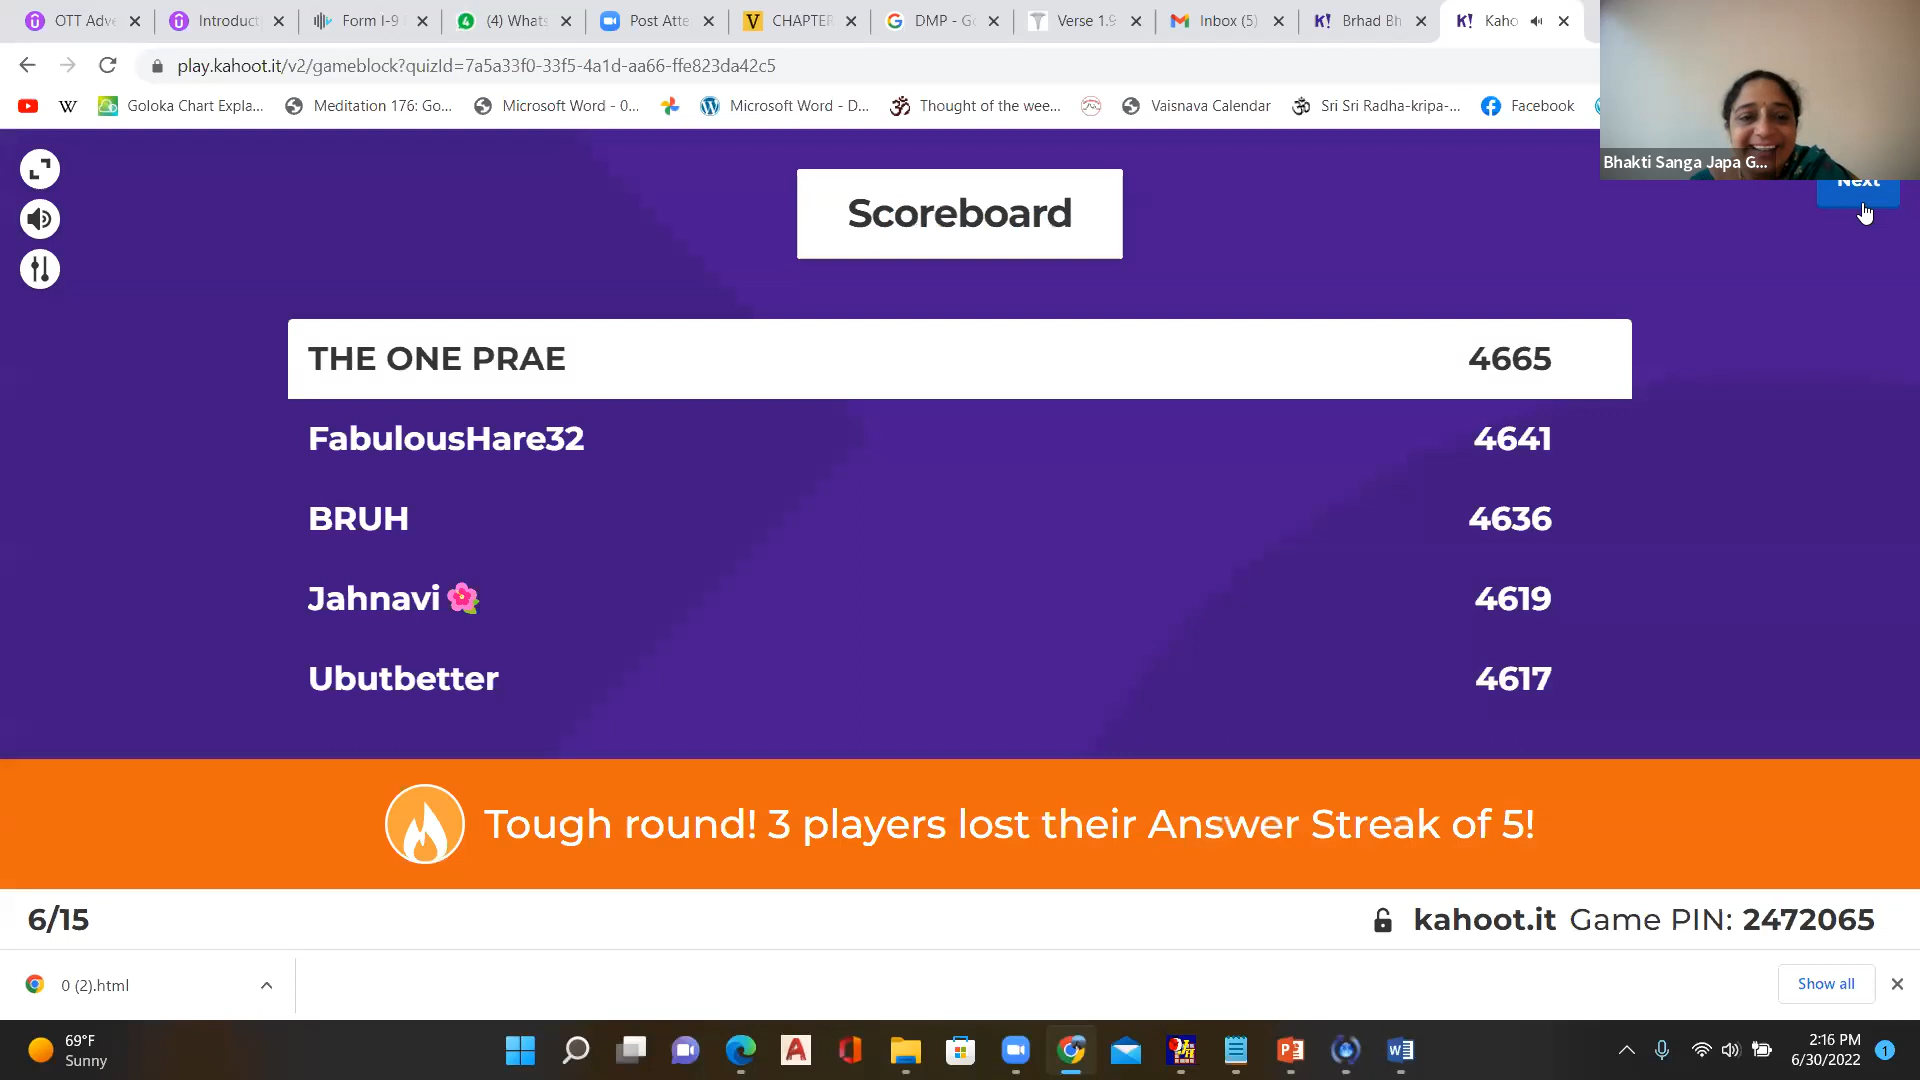 OTT Adve
Introduct
Form I-9
(4) Whats
Post Atte
CHAPTER
DMP - Go
Verse 1.9
Inbox (5)
Brhad Bh
Kaho
play.kahoot.it/v2/gameblock?quizId=7a5a33f0-33f5-4a1d-aa66-ffe823da42c5
Goloka Chart Expla...
Meditation 176: Go...
Microsoft Word - 0...
Microsoft Word - D...
Thought of the wee...
Vaisnava Calendar
Sri Sri Radha-kripa-...
Facebook
Bhakti Sanga Japa G...
Next
Scoreboard
THE ONE PRAE 4665
FabulousHare32 4641
BRUH 4636
Jahnavi🌺 4619
Ubutbetter 4617
Tough round! 3 players lost their Answer Streak of 5!
6/15
kahoot.it Game PIN: 2472065
0 (2).html
Show all
69°F
Sunny
2:16 PM
6/30/2022
1